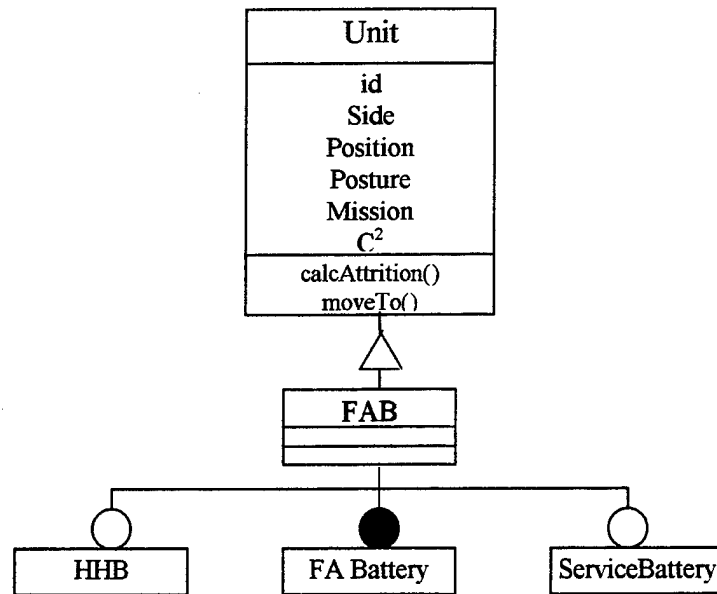 Unit
id
Side
Position
Posture
Mission
C²
calcAttrition()
moveTo()
FAB
HHB
FA Battery
ServiceBattery